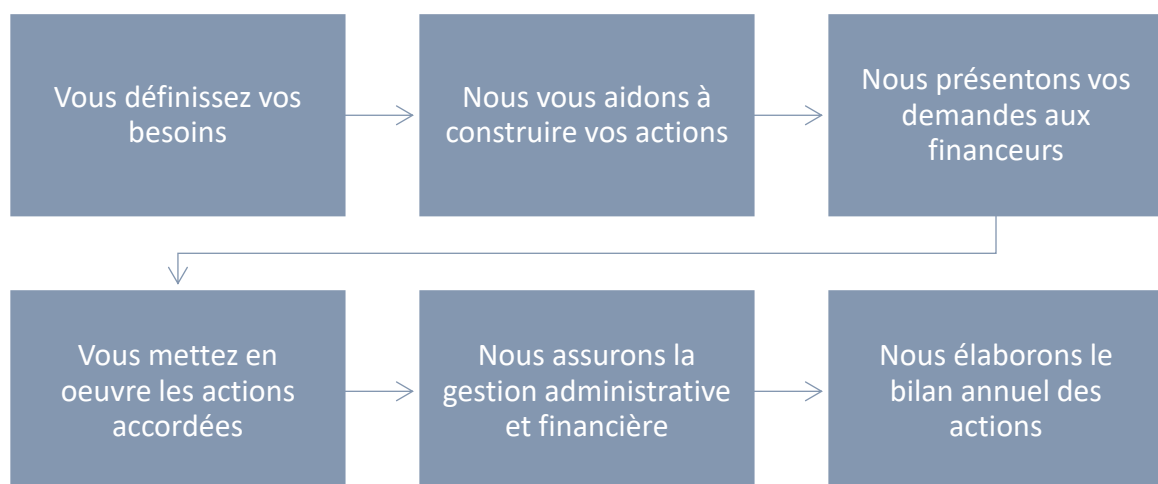 Vous définissez vos
besoins
Nous vous aidons à
construire vos actions
Nous présentons vos
demandes aux
financeurs
Vous mettez en
oeuvre les actions
accordées
Nous assurons la
gestion administrative
et financière
Nous élaborons le
bilan annuel des
actions